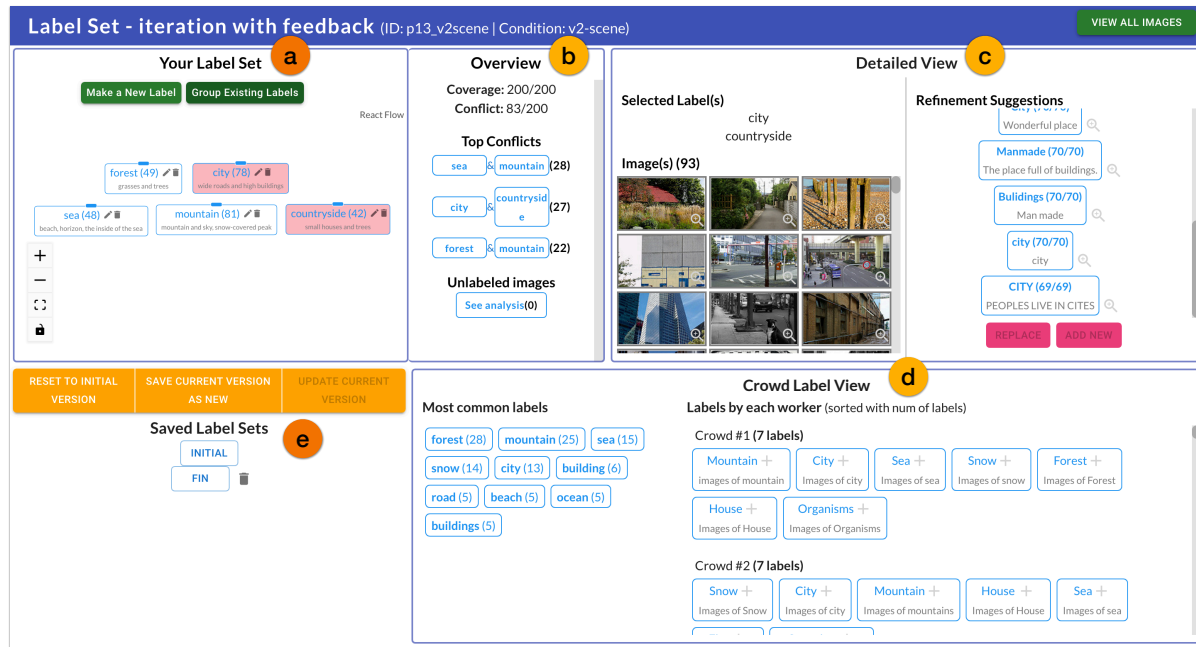 Label Set - iteration with feedback (ID: p13_v2scene | Condition: v2-scene)
VIEW ALL IMAGES
Your Label Set
a
Make a New Label
Group Existing Labels
React Flow
forest (49)
grasses and trees
city (78)
wide roads and high buildings
sea (48)
beach, horizon, the inside of the sea
mountain (81)
mountain and sky, snow-covered peak
countryside (42)
small houses and trees
Overview
b
Coverage: 200/200
Conflict: 83/200
Top Conflicts
sea & mountain (28)
city & countryside (27)
forest & mountain (22)
Unlabeled images
See analysis(0)
Detailed View
c
Selected Label(s)
city
countryside
Image(s) (93)
Refinement Suggestions
City (70/70)
Wonderful place
Manmade (70/70)
The place full of buildings.
Bulidings (70/70)
Man made
city (70/70)
city
CITY (69/69)
PEOPLES LIVE IN CITES
REPLACE
ADD NEW
RESET TO INITIAL
VERSION
SAVE CURRENT VERSION
AS NEW
UPDATE CURRENT
VERSION
Saved Label Sets
e
INITIAL
FIN
Crowd Label View
d
Most common labels
forest (28) mountain (25) sea (15)
snow (14) city (13) building (6)
road (5) beach (5) ocean (5)
buildings (5)
Labels by each worker (sorted with num of labels)
Crowd #1 (7 labels)
Mountain + City + Sea + Snow + Forest +
images of mountain Images of city Images of sea Images of snow Images of Forest
House + Organisms +
Images of House Images of Organisms
Crowd #2 (7 labels)
Snow + City + Mountain + House + Sea +
Images of Snow Images of city Images of mountains Images of House Images of sea